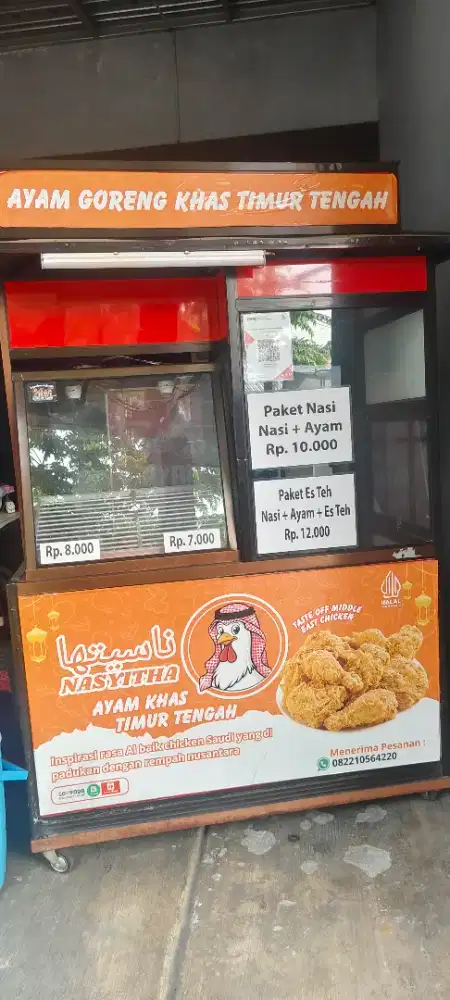 AYAM GORENG KHAS TIMUR TENGAH
Paket Nasi
Nasi + Ayam
Rp. 10.000
Paket Es Teh
Nasi + Ayam + Es Teh
Rp. 12.000
Rp. 8.000
Rp. 7.000
HALAL
TASTE OFF MIDDLE
EAST CHICKEN
ناسيتها
NASYITHA
AYAM KHAS
TIMUR TENGAH
Inspirasi rasa Al baik chicken Saudi yang di
padukan dengan rempah nusantara
Menerima Pesanan :
082210564220